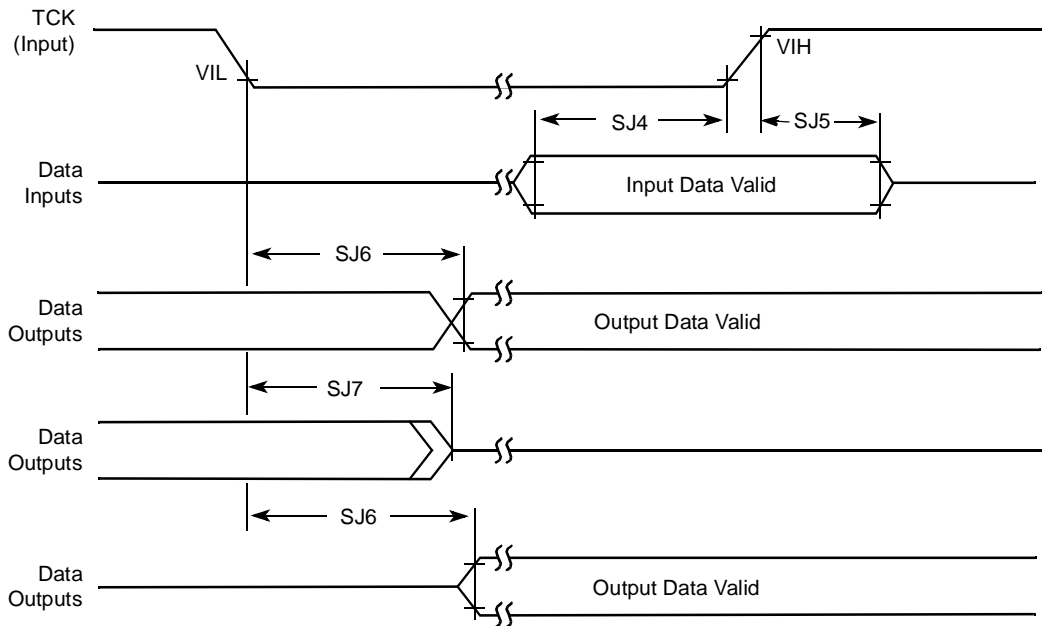 TCK
(Input)
VIL
VIH
SJ4
SJ5
Data
Inputs
Input Data Valid
SJ6
Data
Outputs
Output Data Valid
SJ7
Data
Outputs
SJ6
Data
Outputs
Output Data Valid